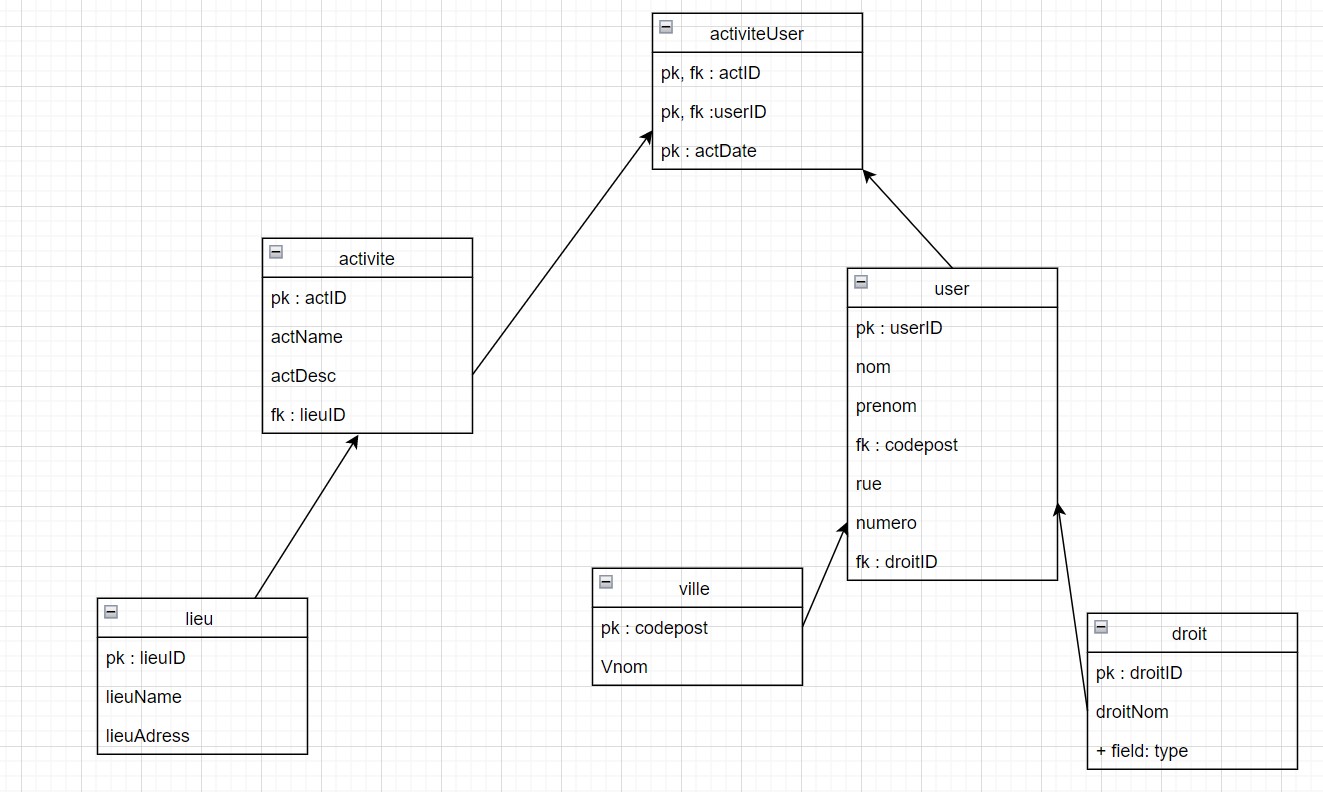 activiteUser
pk, fk : actID
pk, fk :userID
pk : actDate
activite
pk : actID
actName
actDesc
fk : lieuID
user
pk : userID
nom
prenom
fk : codepost
rue
numero
fk : droitID
lieu
pk : lieuID
lieuName
lieuAdress
ville
pk : codepost
Vnom
droit
pk : droitID
droitNom
+ field: type